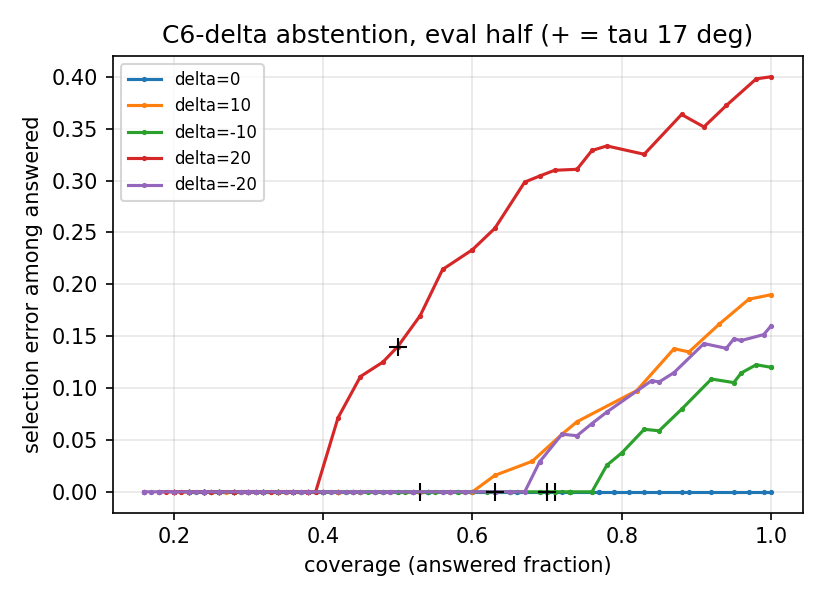 C6-delta abstention, eval half (+ = tau 17 deg)
delta=0
delta=10
delta=-10
delta=20
delta=-20
selection error among answered
0.40
0.35
0.30
0.25
0.20
0.15
0.10
0.05
0.00
0.2
0.4
0.6
0.8
1.0
coverage (answered fraction)